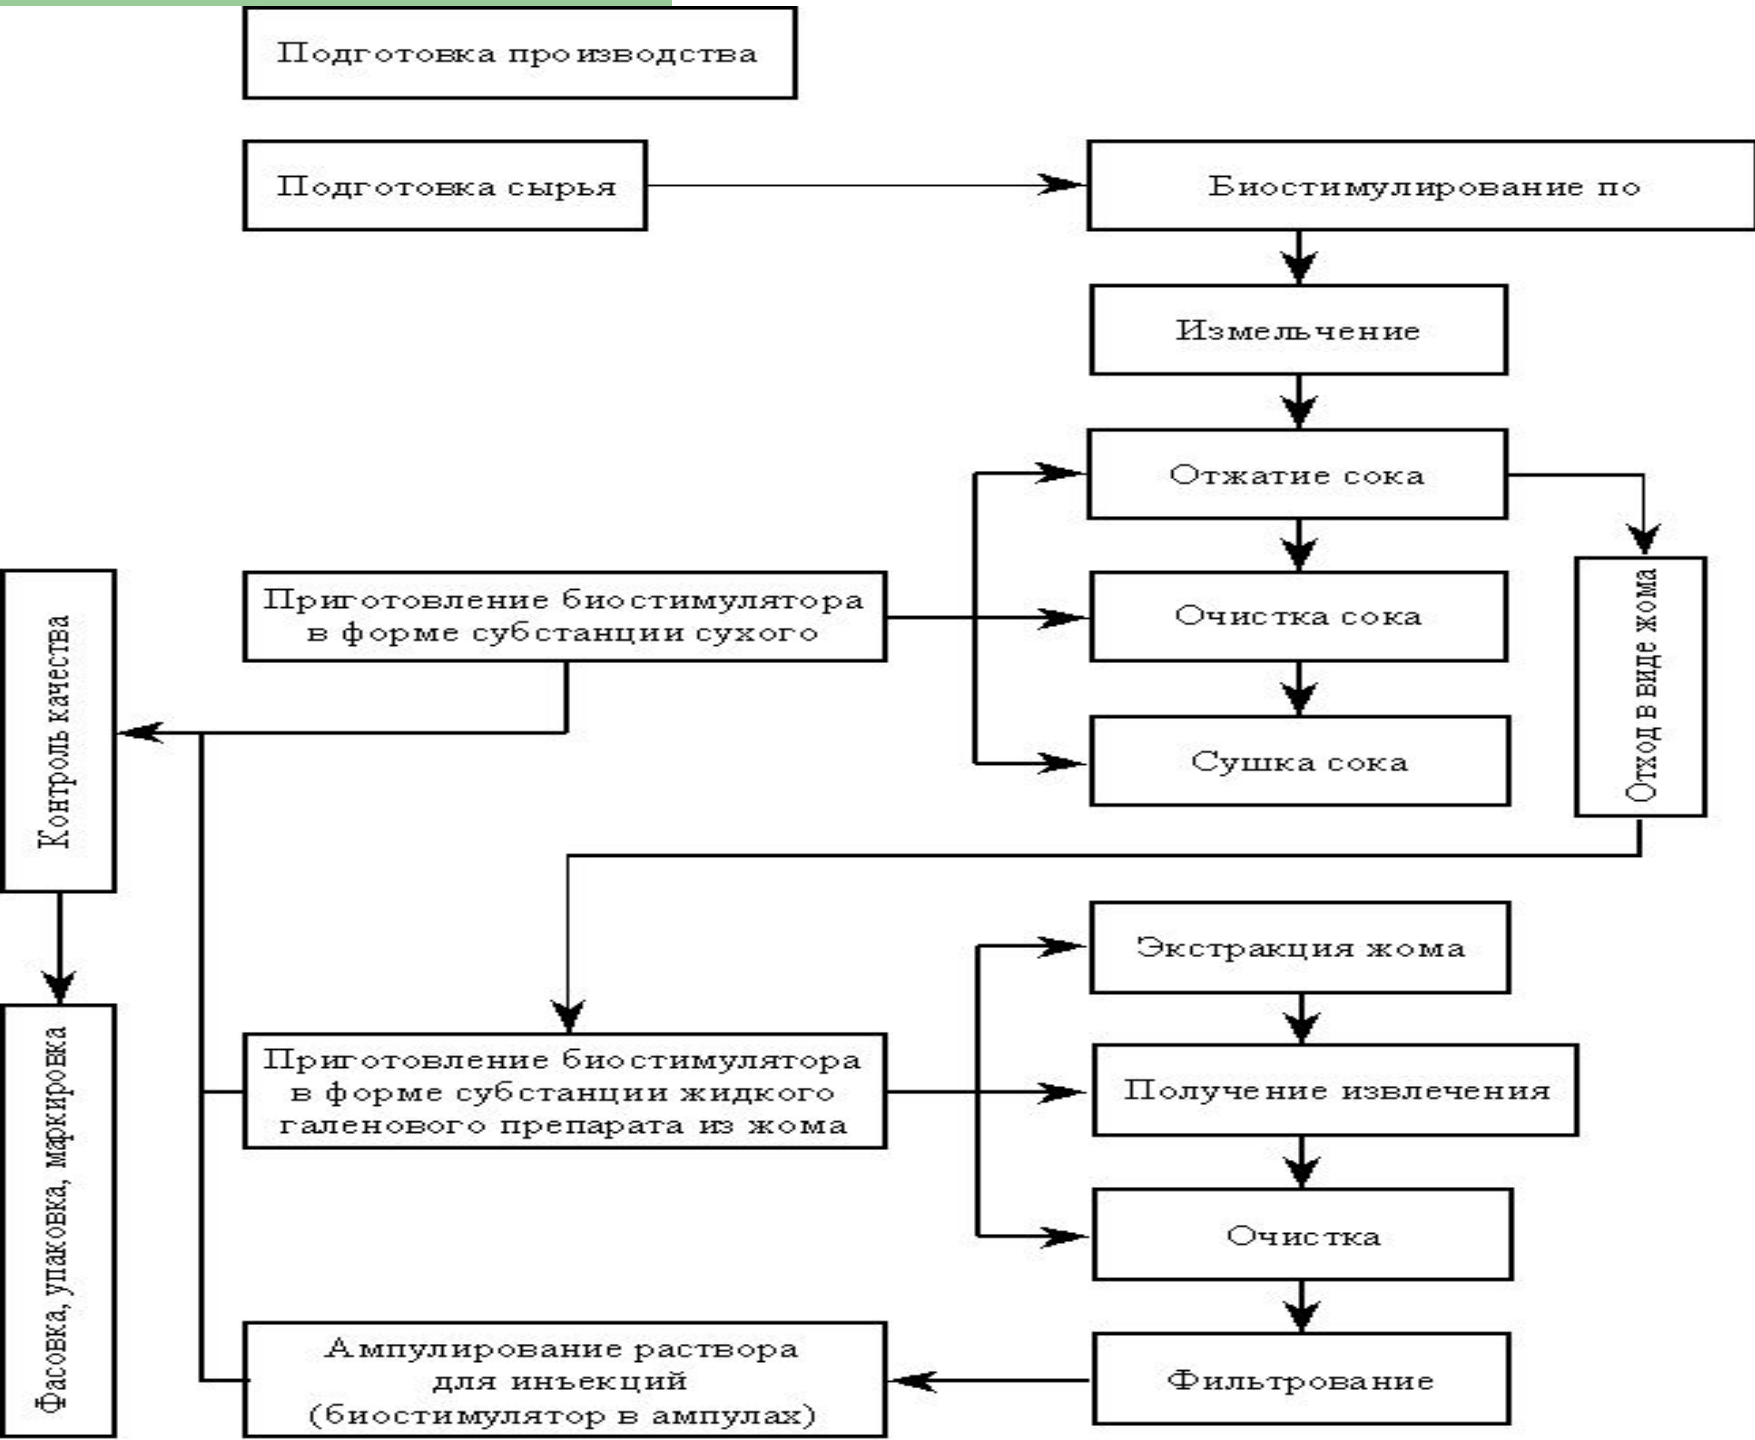 Подготовка производства
Подготовка сырья
Биостимулирование по
Измельчение
Отжатие сока
Приготовление биостимулятора
в форме субстанции сухого
Очистка сока
Сушка сока
Отход в виде жома
Контроль качества
Экстракция жома
Приготовление биостимулятора
в форме субстанции жидкого
галенового препарата из жома
Получение извлечения
Очистка
Фасовка, упаковка, маркировка
Ампулирование раствора
для инъекций
(биостимулятор в ампулах)
Фильтрование